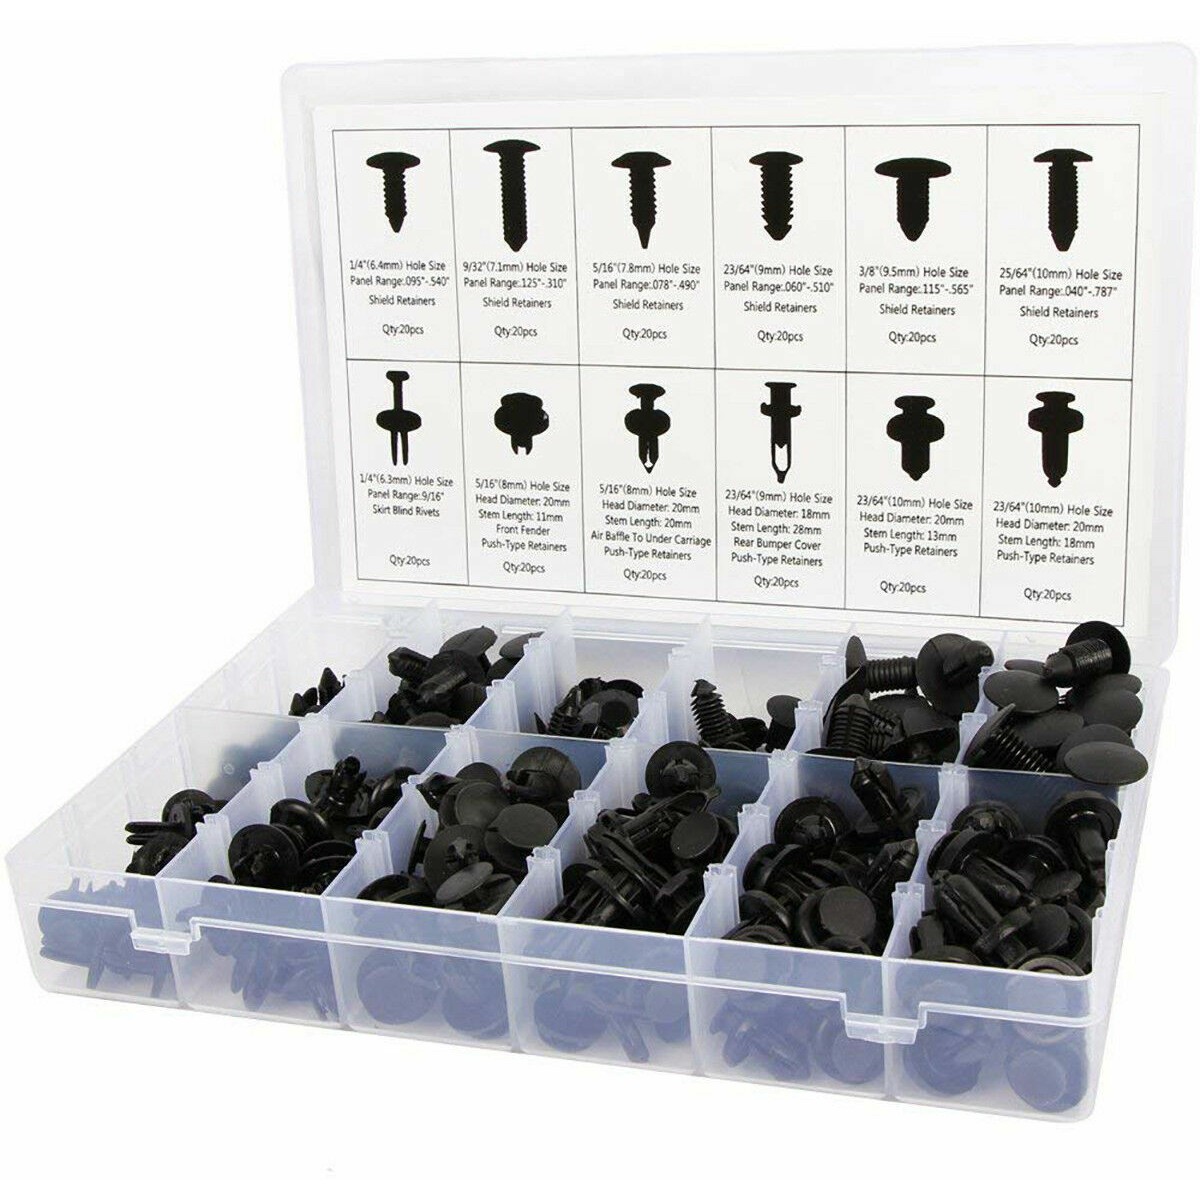 1/4"(6.4mm) Hole Size
Panel Range:.095"-.540"
Shield Retainers
Qty:20pcs
9/32"(7.1mm) Hole Size
Panel Range:.125"-.310"
Shield Retainers
Qty:20pcs
5/16"(7.8mm) Hole Size
Panel Range:.078"-.490"
Shield Retainers
Qty:20pcs
23/64"(9mm) Hole Size
Panel Range:.060"-.510"
Shield Retainers
Qty:20pcs
3/8"(9.5mm) Hole Size
Panel Range:.115"-.565"
Shield Retainers
Qty:20pcs
25/64"(10mm) Hole Size
Panel Range:.040"-.787"
Shield Retainers
Qty:20pcs
1/4"(6.3mm) Hole Size
Panel Range:.9/16"
Skirt Blind Rivets
Qty:20pcs
5/16"(8mm) Hole Size
Head Diameter: 20mm
Stem Length: 11mm
Front Fender
Push-Type Retainers
Qty:20pcs
5/16"(8mm) Hole Size
Head Diameter: 20mm
Stem Length: 20mm
Air Baffle To Under Carriage
Push-Type Retainers
Qty:20pcs
23/64"(9mm) Hole Size
Head Diameter: 18mm
Stem Length: 28mm
Rear Bumper Cover
Push-Type Retainers
Qty:20pcs
23/64"(10mm) Hole Size
Head Diameter: 20mm
Stem Length: 13mm
Push-Type Retainers
Qty:20pcs
23/64"(10mm) Hole Size
Head Diameter: 20mm
Stem Length: 18mm
Push-Type Retainers
Qty:20pcs